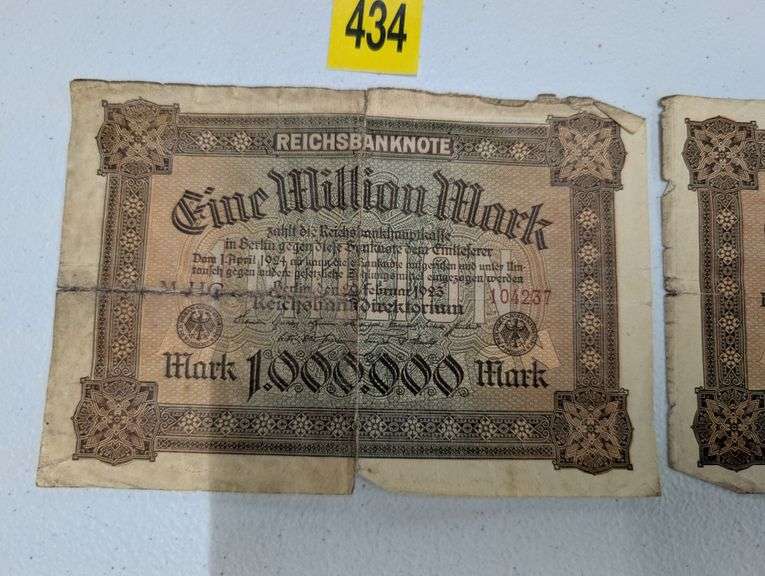 434
REICHSBANKNOTE
Eine Million Mark
zahlt die Reichsbankhauptkasse
in Berlin gegen diese Banknote dem Einlieferer
Vom 1. April 1924 ab kann die Banknote aufgerufen und unter Um-
tausch gegen andere gesetzliche Zahlungsmittel eingezogen werden
Berlin, den 20. Februar 1923
104237
Reichsbankdirektorium
Mark 1.000.000 Mark